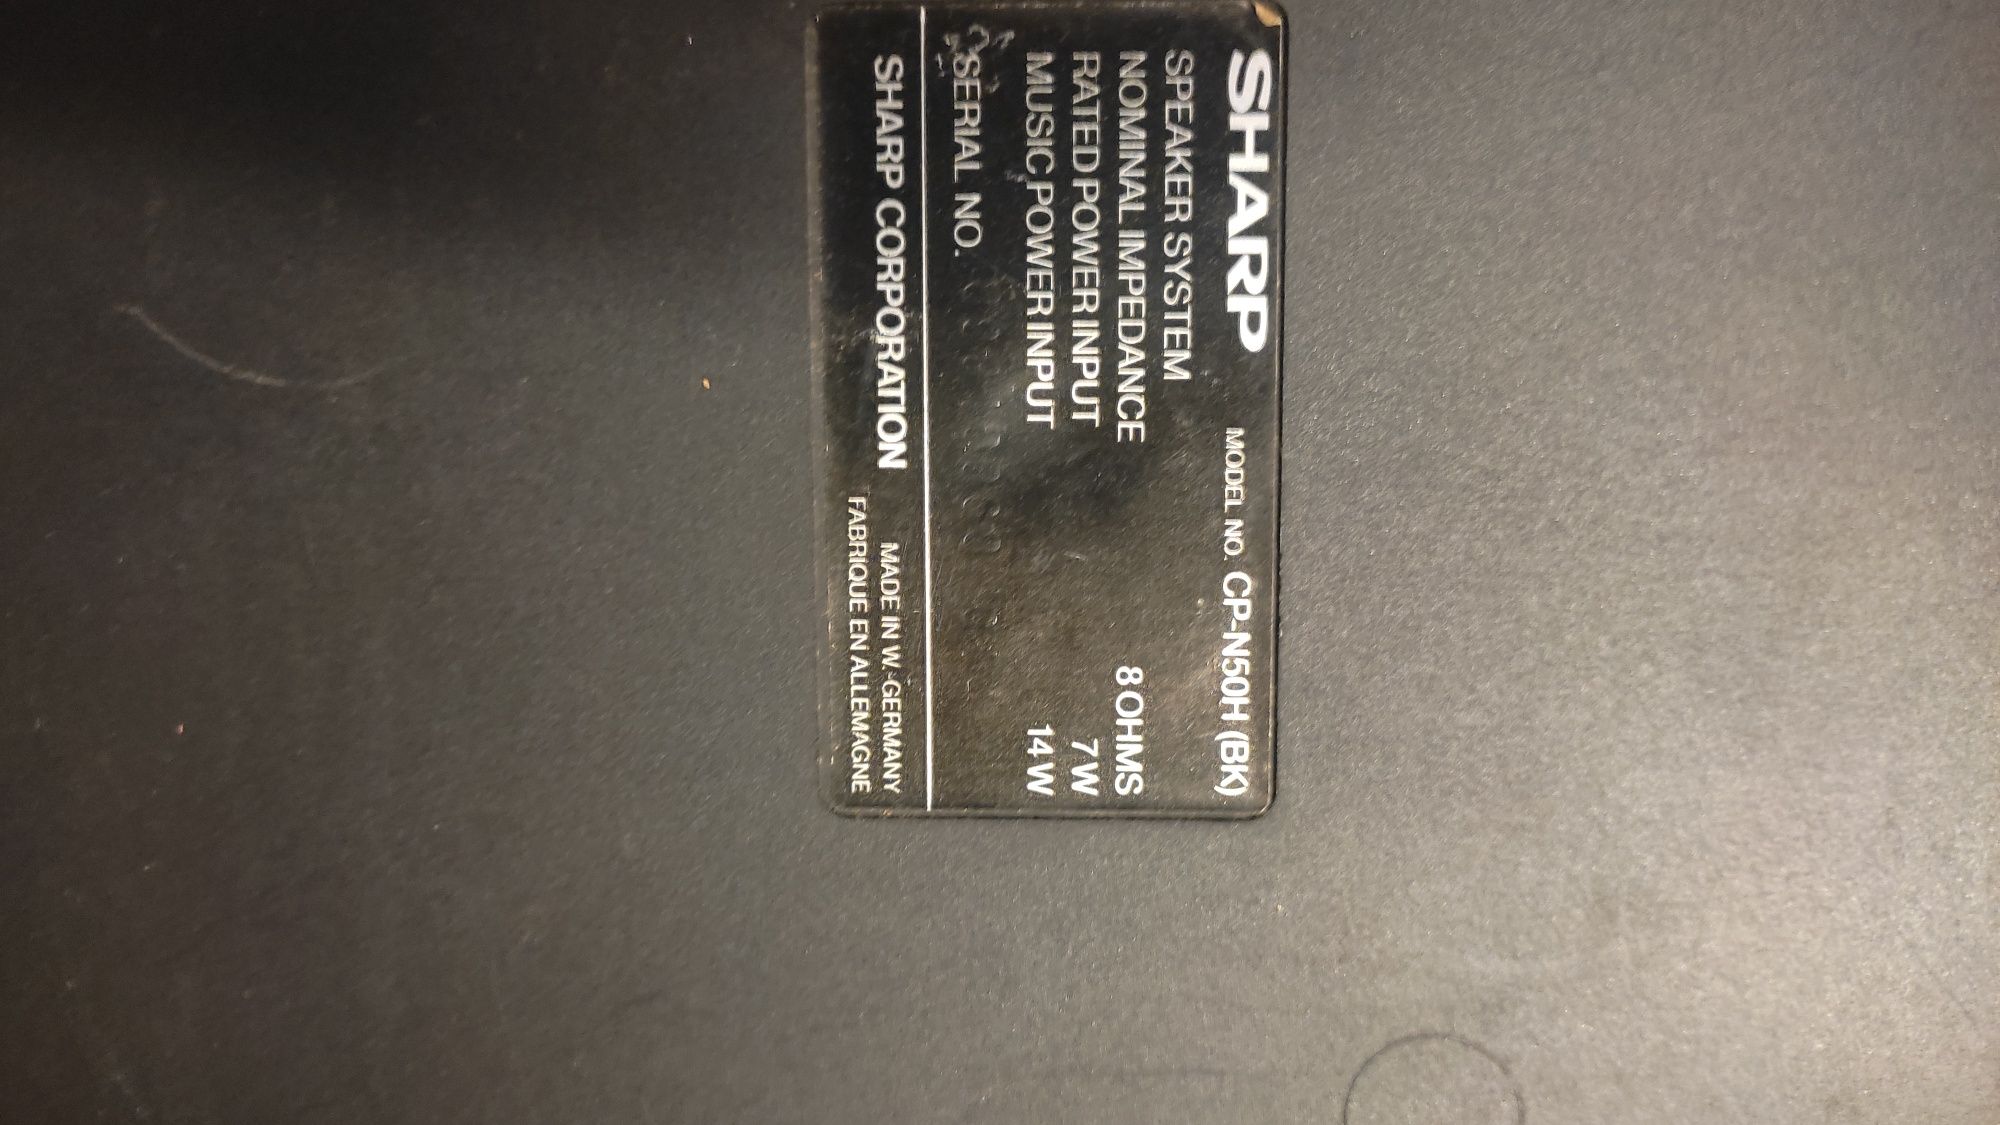 SHARP MODEL NO. CP-N50H (BK)
SPEAKER SYSTEM
NOMINAL IMPEDANCE 8 OHMS
RATED POWER INPUT 7 W
MUSIC POWER INPUT 14 W
SERIAL NO.
SHARP CORPORATION MADE IN W.-GERMANY
FABRIQUE EN ALLEMAGNE